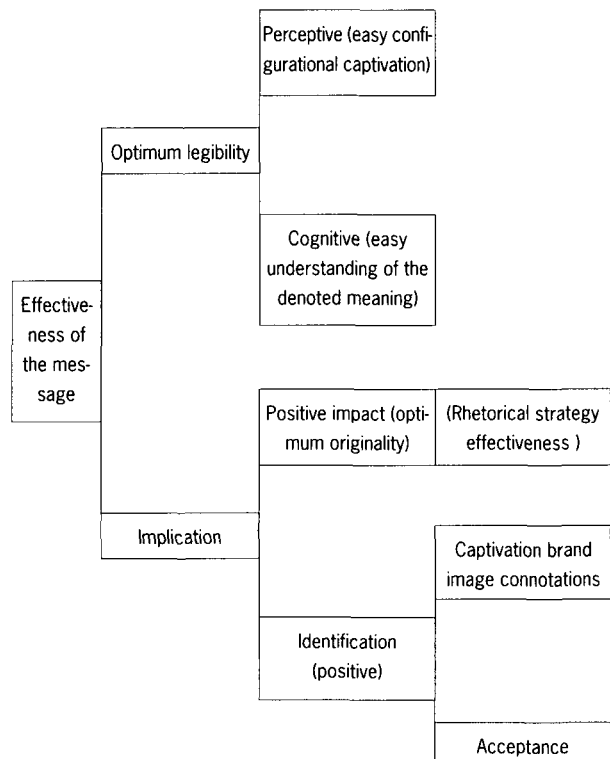 Perceptive (easy confi-
gurational captivation)
Optimum legibility
Cognitive (easy
understanding of the
denoted meaning)
Effective-
ness of
the mes-
sage
Positive impact (opti-
mum originality)
(Rhetorical strategy
effectiveness )
Implication
Captivation brand
image connotations
Identification
(positive)
Acceptance